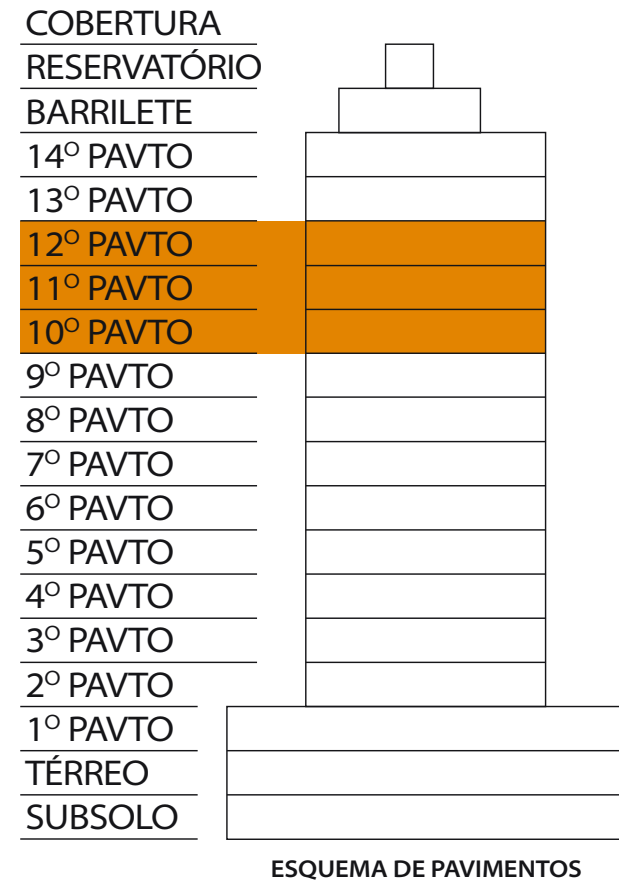 COBERTURA
RESERVATÓRIO
BARRILETE
14º PAVTO
13º PAVTO
12º PAVTO
11º PAVTO
10º PAVTO
9º PAVTO
8º PAVTO
7º PAVTO
6º PAVTO
5º PAVTO
4º PAVTO
3º PAVTO
2º PAVTO
1º PAVTO
TÉRREO
SUBSOLO
ESQUEMA DE PAVIMENTOS